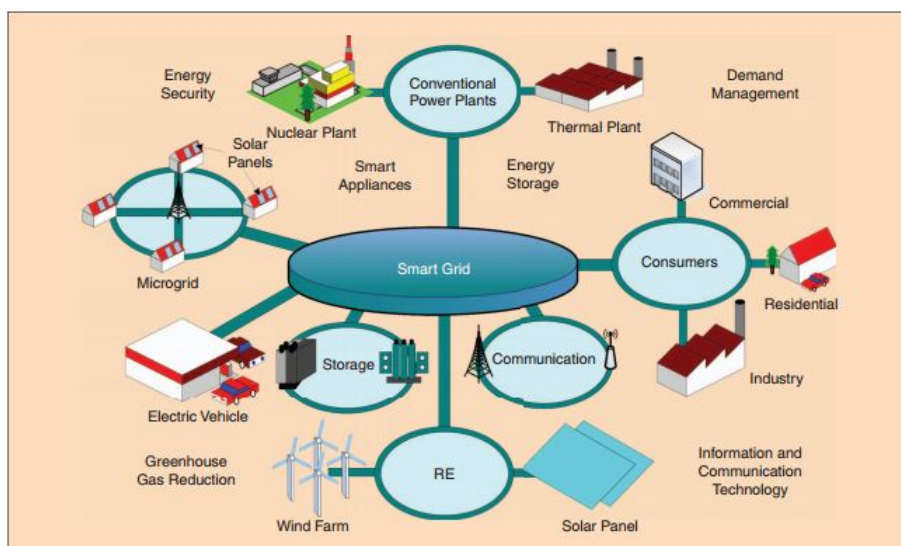 Energy
Security
Conventional
Power Plants
Demand
Management
Nuclear Plant
Thermal Plant
Solar
Panels
Smart
Appliances
Energy
Storage
Commercial
Smart Grid
Consumers
Microgrid
Residential
Storage
Communication
Industry
Electric Vehicle
Greenhouse
Gas Reduction
RE
Information and
Communication
Technology
Wind Farm
Solar Panel